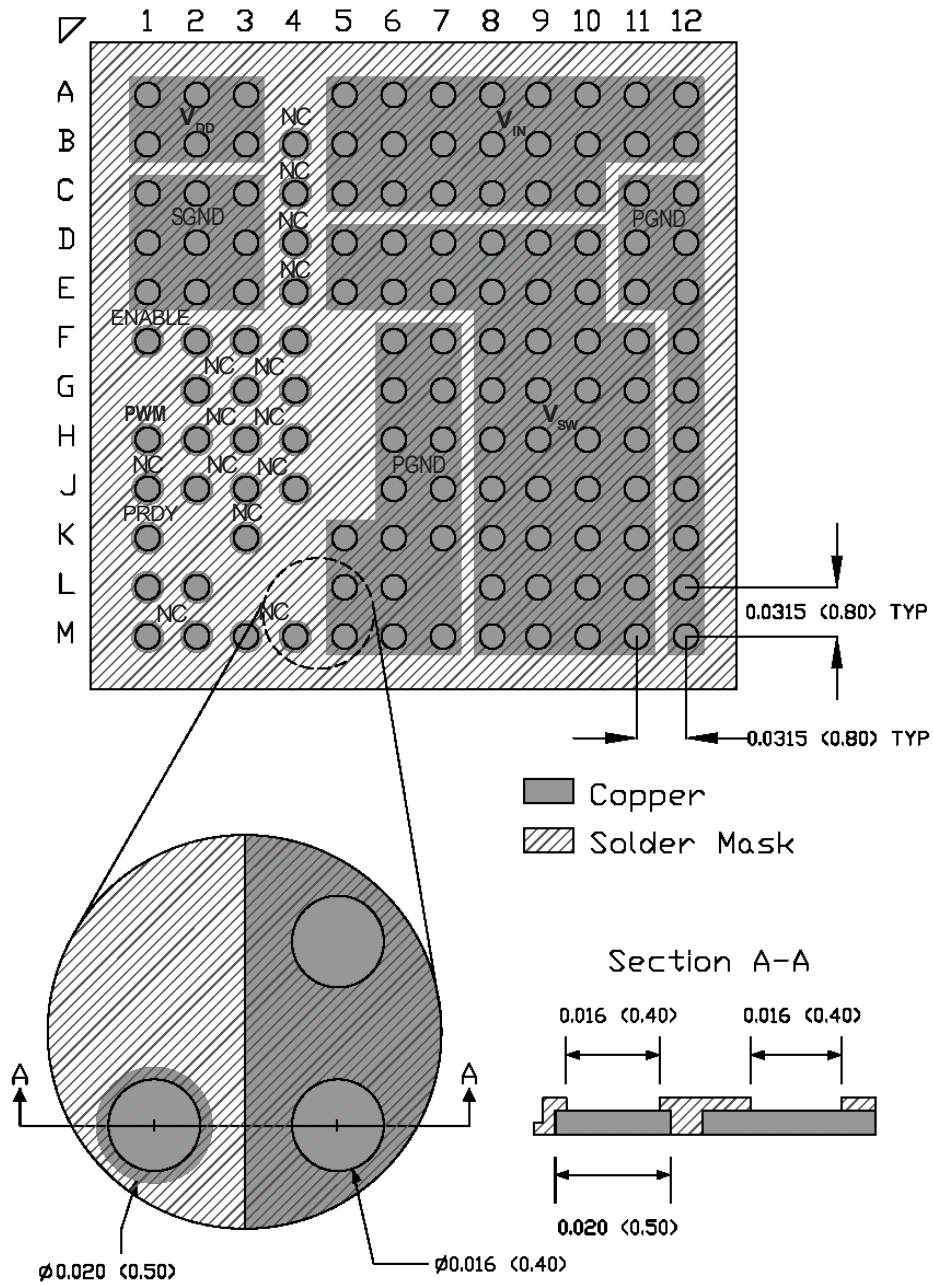 1 2 3 4 5 6 7 8 9 10 11 12
A
NC
VDD
VIN
B
NC
C
SGND
PGND
NC
D
NC
E
ENABLE
F
NC NC
G
PWM
NC NC
VSW
H
NC
NC NC
PGND
J
PRDY
NC
K
L
0.0315 (0.80) TYP
NC
NC
M
0.0315 (0.80) TYP
Copper
Solder Mask
Section A-A
0.016 (0.40)
0.016 (0.40)
A
A
0.020 (0.50)
Ø0.020 (0.50)
Ø0.016 (0.40)